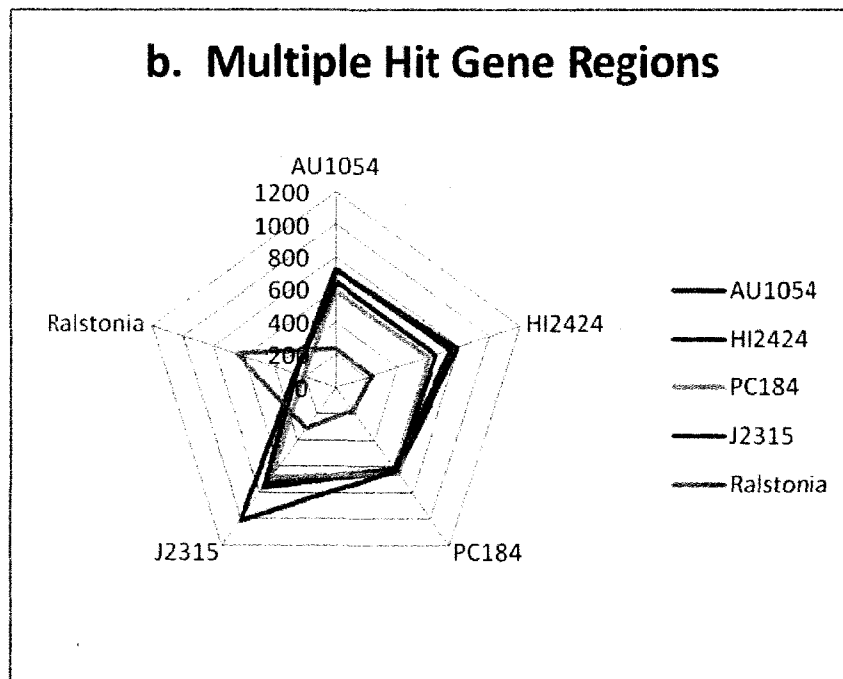 b. Multiple Hit Gene Regions
AU1054
1200
1000
800
600
400
200
0
Ralstonia
HI2424
J2315
PC184
AU1054
HI2424
PC184
J2315
Ralstonia